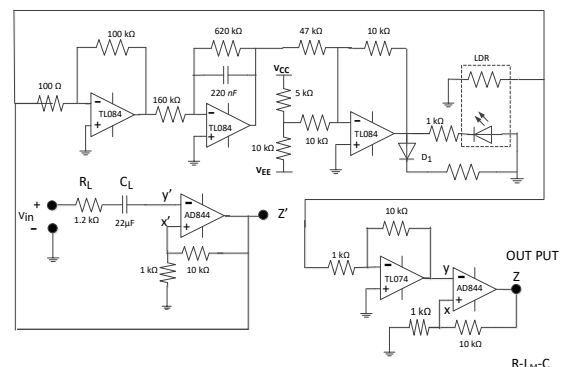 100 kΩ
620 kΩ
47 kΩ
10 kΩ
LDR
100 Ω
160 kΩ
220 nF
Vcc
5 kΩ
TL084
TL084
TL084
1 kΩ
10 kΩ
10 kΩ
VEE
D1
RL
CL
y'
AD844
Z'
+
Vin
−
1.2 kΩ
22µF
x'
1 kΩ
10 kΩ
10 kΩ
OUT PUT
1 kΩ
y
Z
TL074
AD844
x
1 kΩ
10 kΩ
R-LM-C